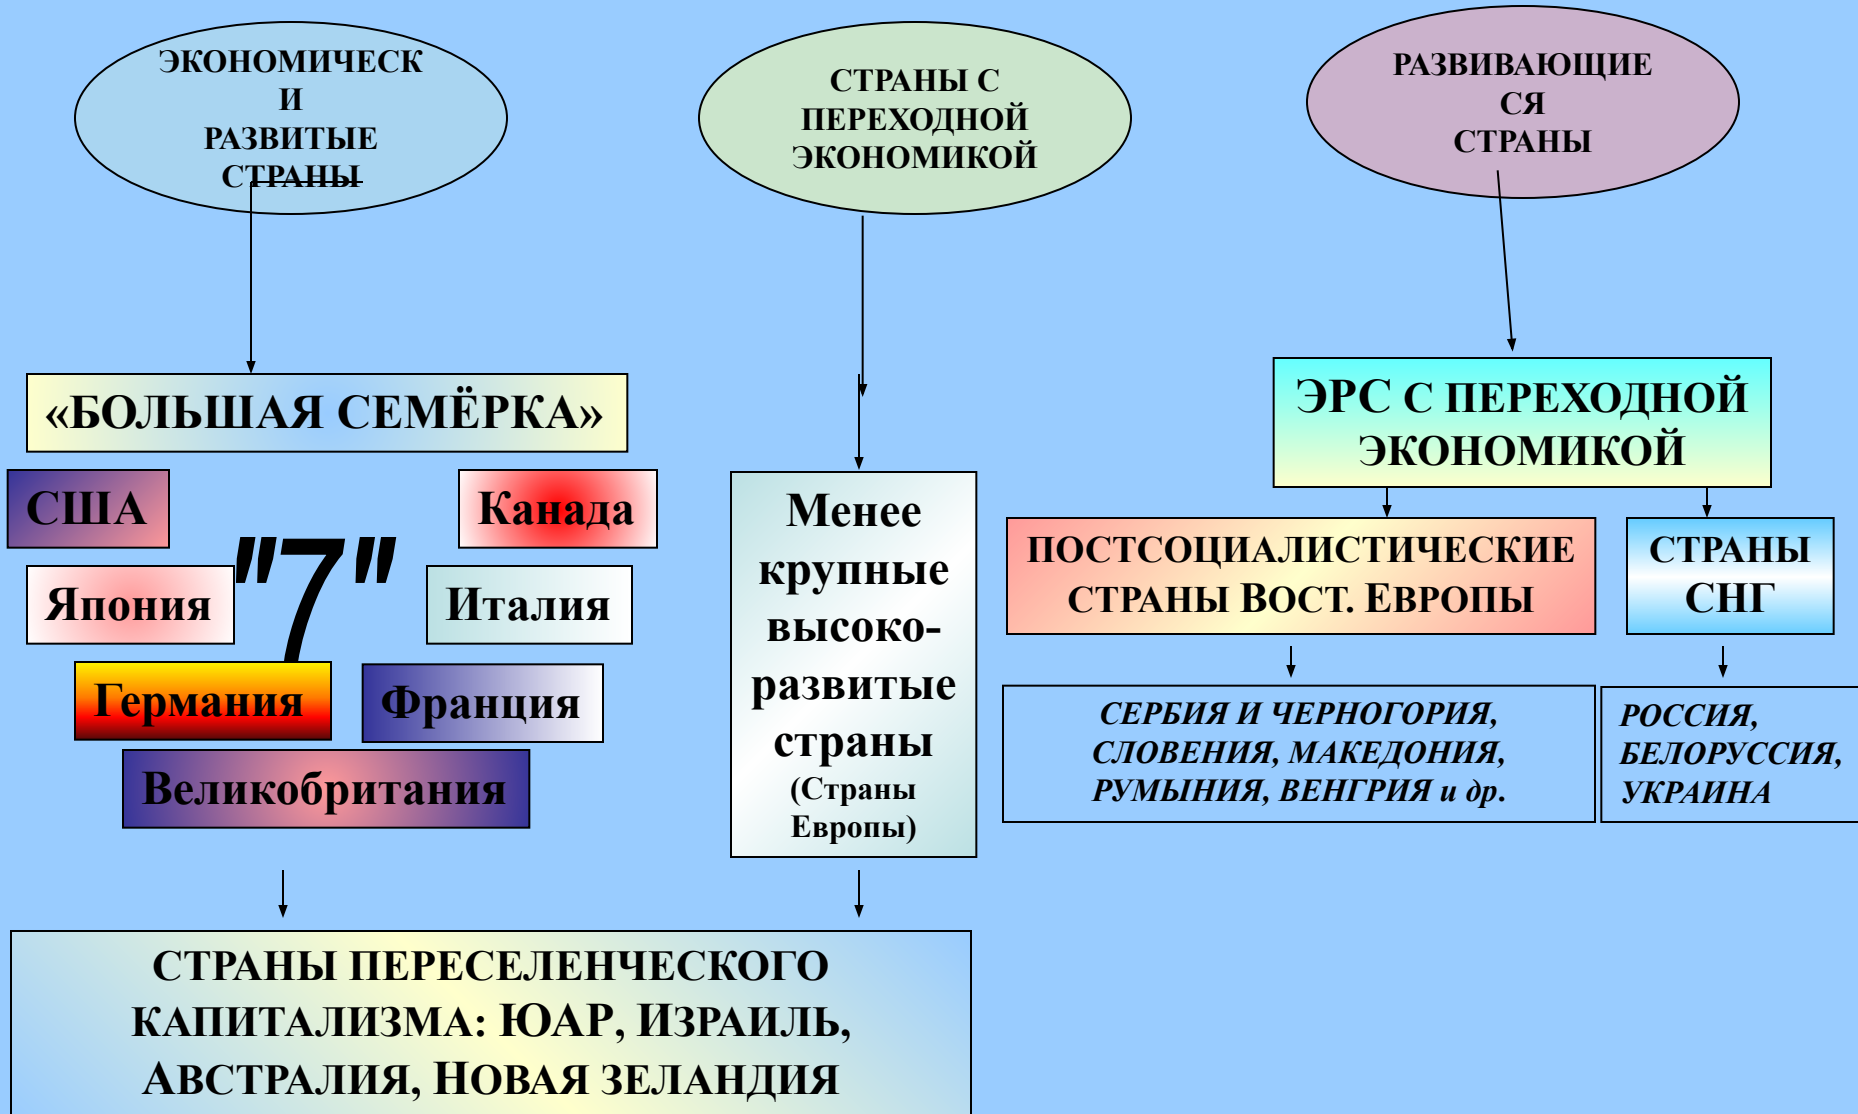 ЭКОНОМИЧЕСК
И
РАЗВИТЫЕ
СТРАНЫ
СТРАНЫ С
ПЕРЕХОДНОЙ
ЭКОНОМИКОЙ
РАЗВИВАЮЩИЕ
СЯ
СТРАНЫ
«БОЛЬШАЯ СЕМЁРКА»
США
Канада
"7"
Япония
Италия
Германия
Франция
Великобритания
Менее
крупные
высоко-
развитые
страны
(Страны
Европы)
ЭРС С ПЕРЕХОДНОЙ
ЭКОНОМИКОЙ
ПОСТСОЦИАЛИСТИЧЕСКИЕ
СТРАНЫ ВОСТ. ЕВРОПЫ
СТРАНЫ
СНГ
СЕРБИЯ И ЧЕРНОГОРИЯ,
СЛОВЕНИЯ, МАКЕДОНИЯ,
РУМЫНИЯ, ВЕНГРИЯ и др.
РОССИЯ,
БЕЛОРУССИЯ,
УКРАИНА
СТРАНЫ ПЕРЕСЕЛЕНЧЕСКОГО
КАПИТАЛИЗМА: ЮАР, ИЗРАИЛЬ,
АВСТРАЛИЯ, НОВАЯ ЗЕЛАНДИЯ